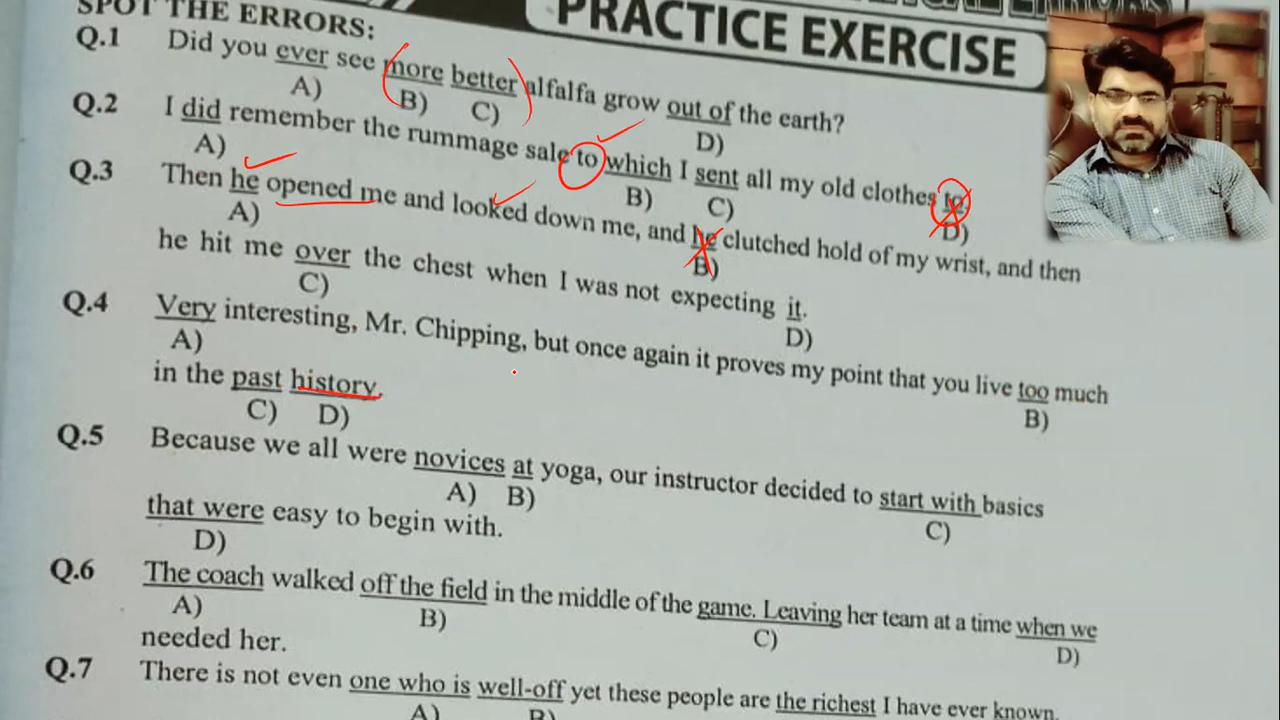 SPOT THE ERRORS:
PRACTICE EXERCISE
Q.1 Did you ever see more better alfalfa grow out of the earth?
A) B) C) D)
Q.2 I did remember the rummage sale to which I sent all my old clothes to.
A) B) C) D)
Q.3 Then he opened me and looked down me, and he clutched hold of my wrist, and then
A) B)
he hit me over the chest when I was not expecting it.
C) D)
Q.4 Very interesting, Mr. Chipping, but once again it proves my point that you live too much
A) B)
in the past history.
C) D)
Q.5 Because we all were novices at yoga, our instructor decided to start with basics
A) B) C)
that were easy to begin with.
D)
Q.6 The coach walked off the field in the middle of the game. Leaving her team at a time when we
A) B) C) D)
needed her.
Q.7 There is not even one who is well-off yet these people are the richest I have ever known.
A) B)